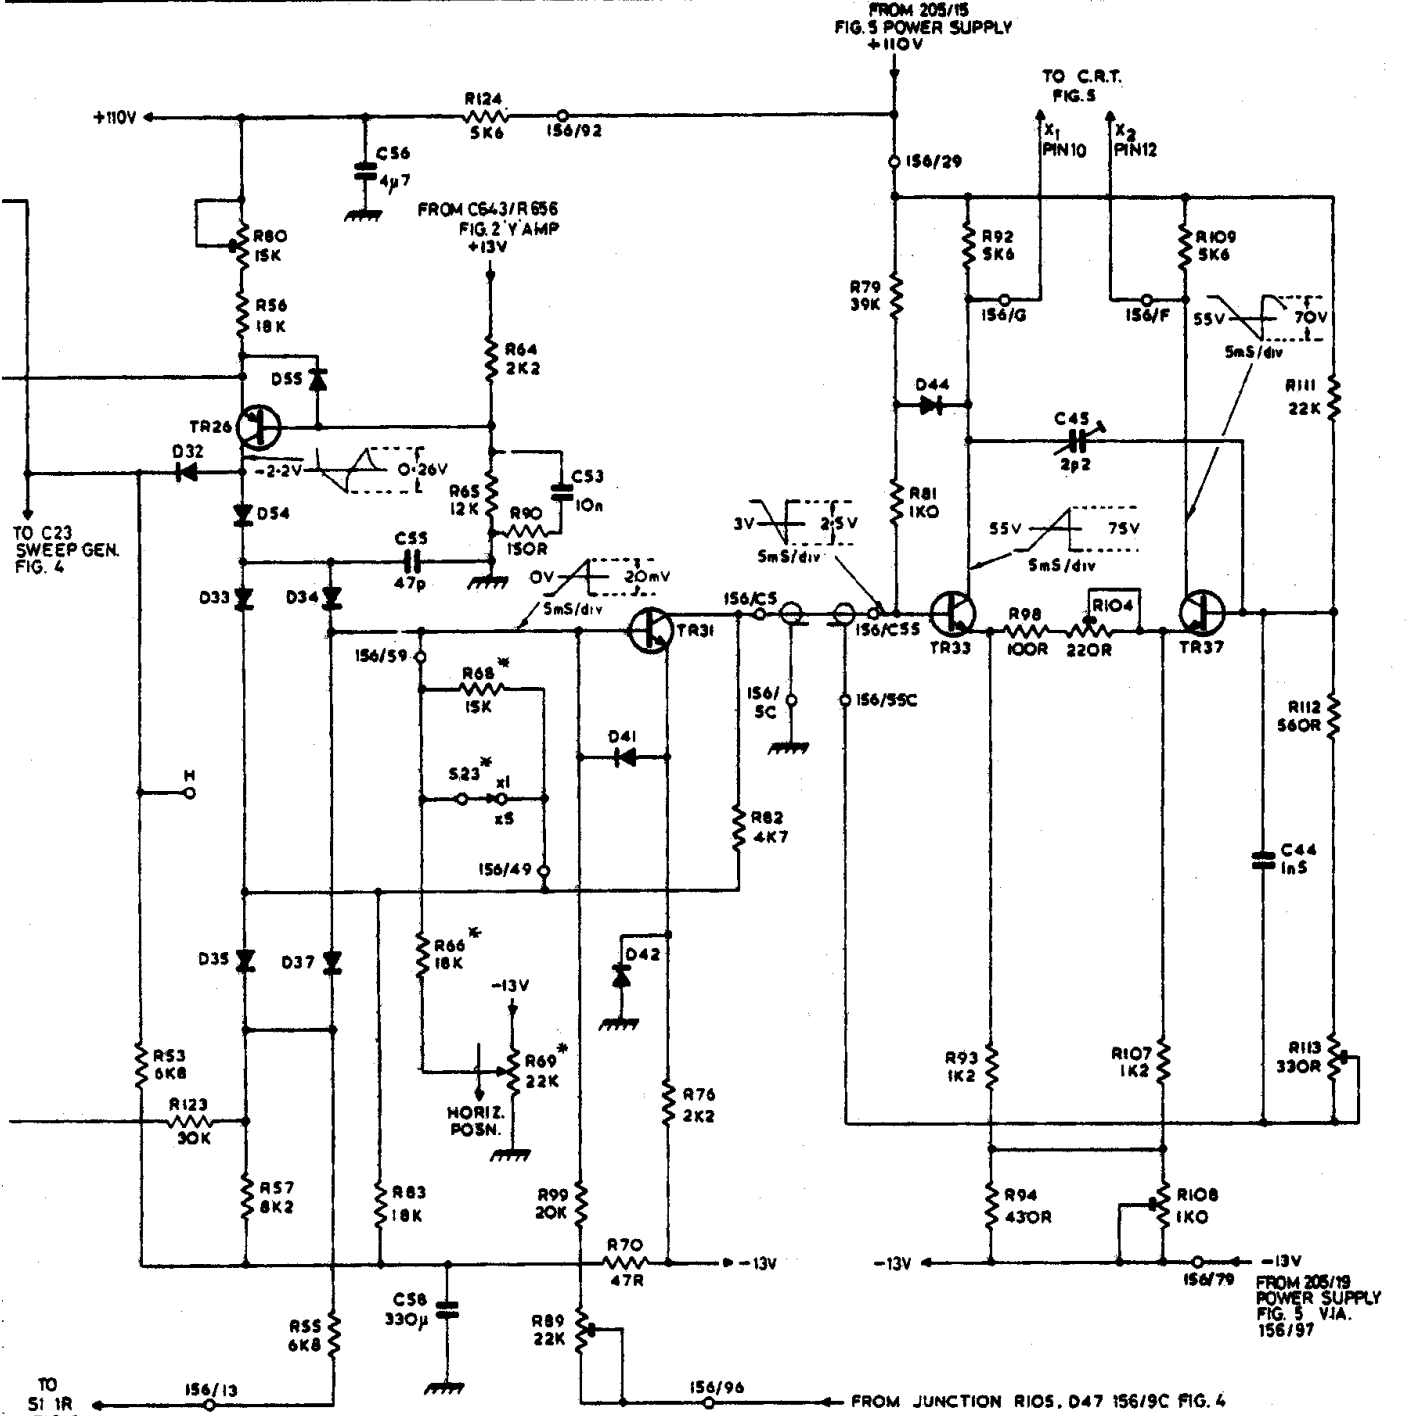 FROM 205/15
FIG.5 POWER SUPPLY
+110V
TO C.R.T.
FIG.5
+110V
R124
5K6
156/92
X1
PIN10
X2
PIN12
C56
4µ7
156/29
FROM C643/R656
FIG.2 'Y' AMP
+13V
R80
15K
R92
5K6
R109
5K6
R79
39K
R56
18K
156/G
156/F
55V
70V
5mS/div
R64
2K2
D55
D44
R111
22K
TR26
C45
2p2
D32
-2·2V
0·26V
R65
12K
C53
10n
R81
1K0
D54
R90
150R
3V
2·5V
5mS/div
55V
75V
5mS/div
TO C23
SWEEP GEN.
FIG. 4
C55
47p
0V
20mV
5mS/div
D33
D34
156/C5
156/C55
R104
TR31
TR33
R98
100R
220R
TR37
156/59
R68*
15K
156/
5C
156/55C
R112
560R
D41
S23*
x1
x5
H
R82
4K7
C44
1n5
156/49
D35
D37
R66*
18K
D42
-13V
R53
6K8
R69*
22K
R93
1K2
R107
1K2
R113
330R
R123
30K
HORIZ.
POSN.
R76
2K2
R57
8K2
R83
18K
R99
20K
R94
430R
R108
1K0
R70
47R
-13V
-13V
156/79
-13V
FROM 205/19
POWER SUPPLY
FIG. 5 VIA.
156/97
C58
330µ
R55
6K8
R89
22K
TO
S1 1R
156/13
156/96
FROM JUNCTION R105, D47 156/9C FIG. 4